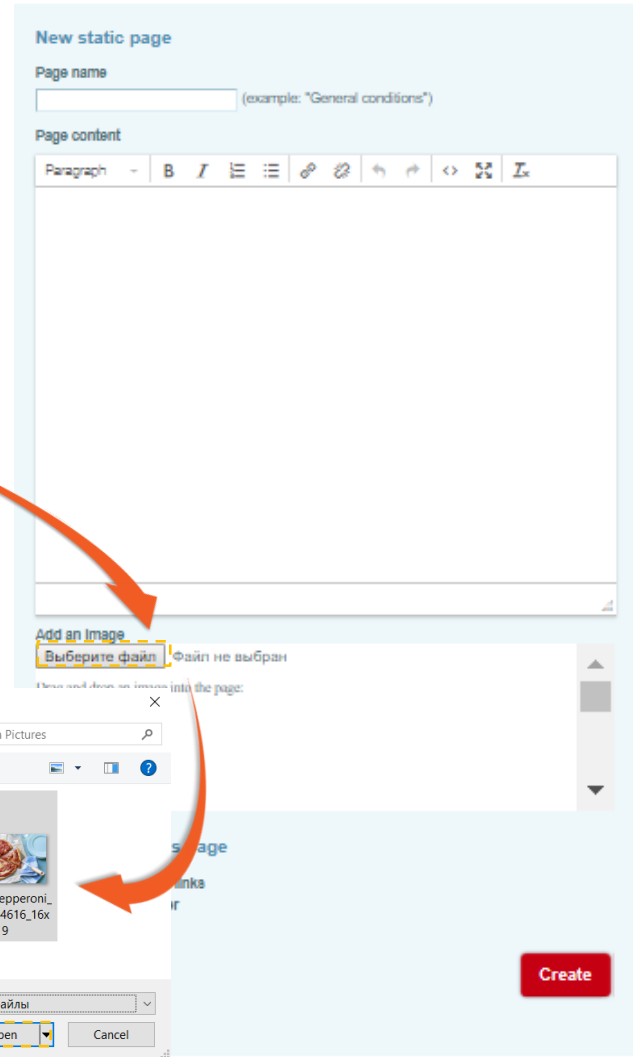 New static page
Page name
(example: "General conditions")
Page content
Paragraph
Add an image
Выберите файл Файл не выбран
Drag and drop an image into the page:
Pictures
epperoni_
4616_16x
9
age
links
or
айлы
pen Cancel
Create